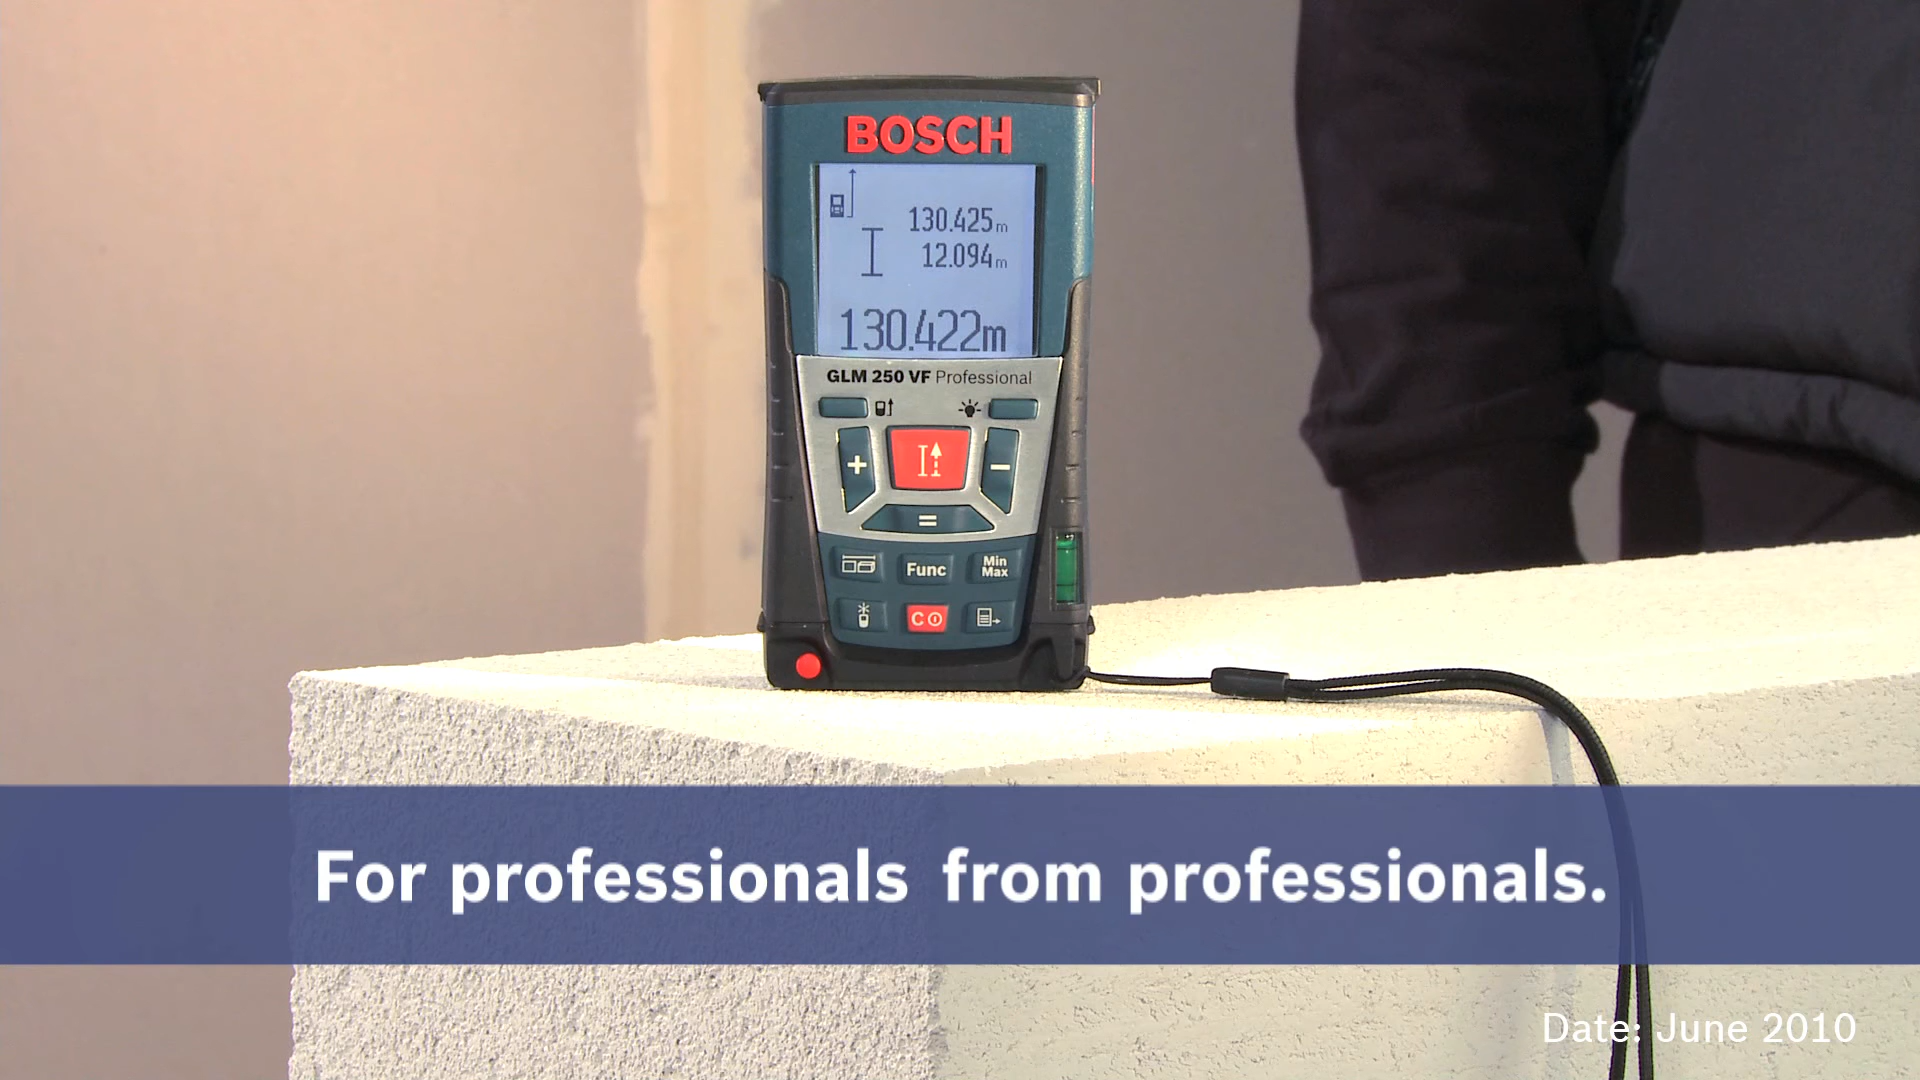 BOSCH
130.425m
12.094m
130.422m
GLM 250 VF Professional
+
−
=
Func
Min
Max
C
For professionals from professionals.
Date: June 2010